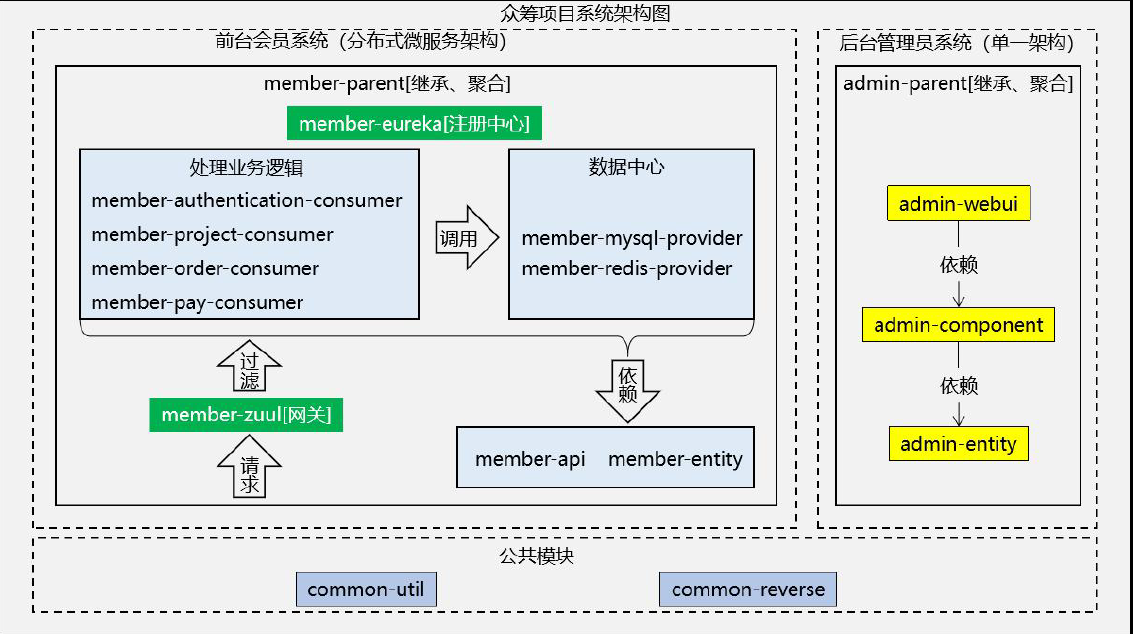 众筹项目系统架构图
前台会员系统（分布式微服务架构）
后台管理员系统（单一架构）
member-parent[继承、聚合]
admin-parent[继承、聚合]
member-eureka[注册中心]
处理业务逻辑
member-authentication-consumer
member-project-consumer
member-order-consumer
member-pay-consumer
调用
数据中心
member-mysql-provider
member-redis-provider
过滤
member-zuul[网关]
请求
依赖
member-api member-entity
admin-webui
依赖
admin-component
依赖
admin-entity
公共模块
common-util
common-reverse